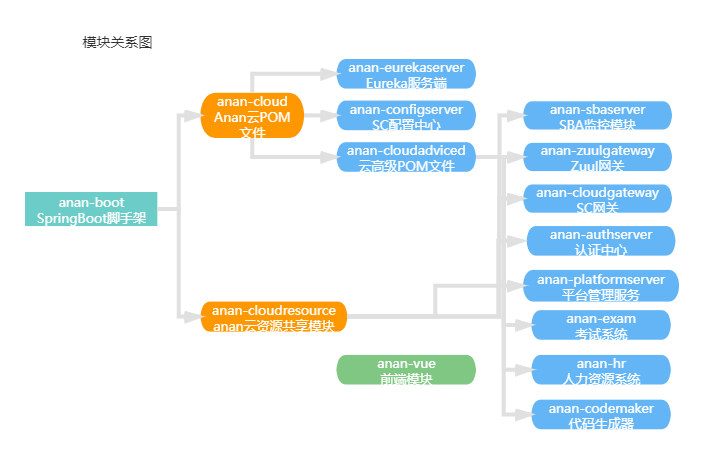 模块关系图
anan-boot
SpringBoot脚手架
anan-cloud
Anan云POM
文件
anan-cloudresource
anan云资源共享模块
anan-eurekaserver
Eureka服务端
anan-configserver
SC配置中心
anan-cloudadviced
云高级POM文件
anan-vue
前端模块
anan-sbaserver
SBA监控模块
anan-zuulgateway
Zuul网关
anan-cloudgateway
SC网关
anan-authserver
认证中心
anan-platformserver
平台管理服务
anan-exam
考试系统
anan-hr
人力资源系统
anan-codemaker
代码生成器